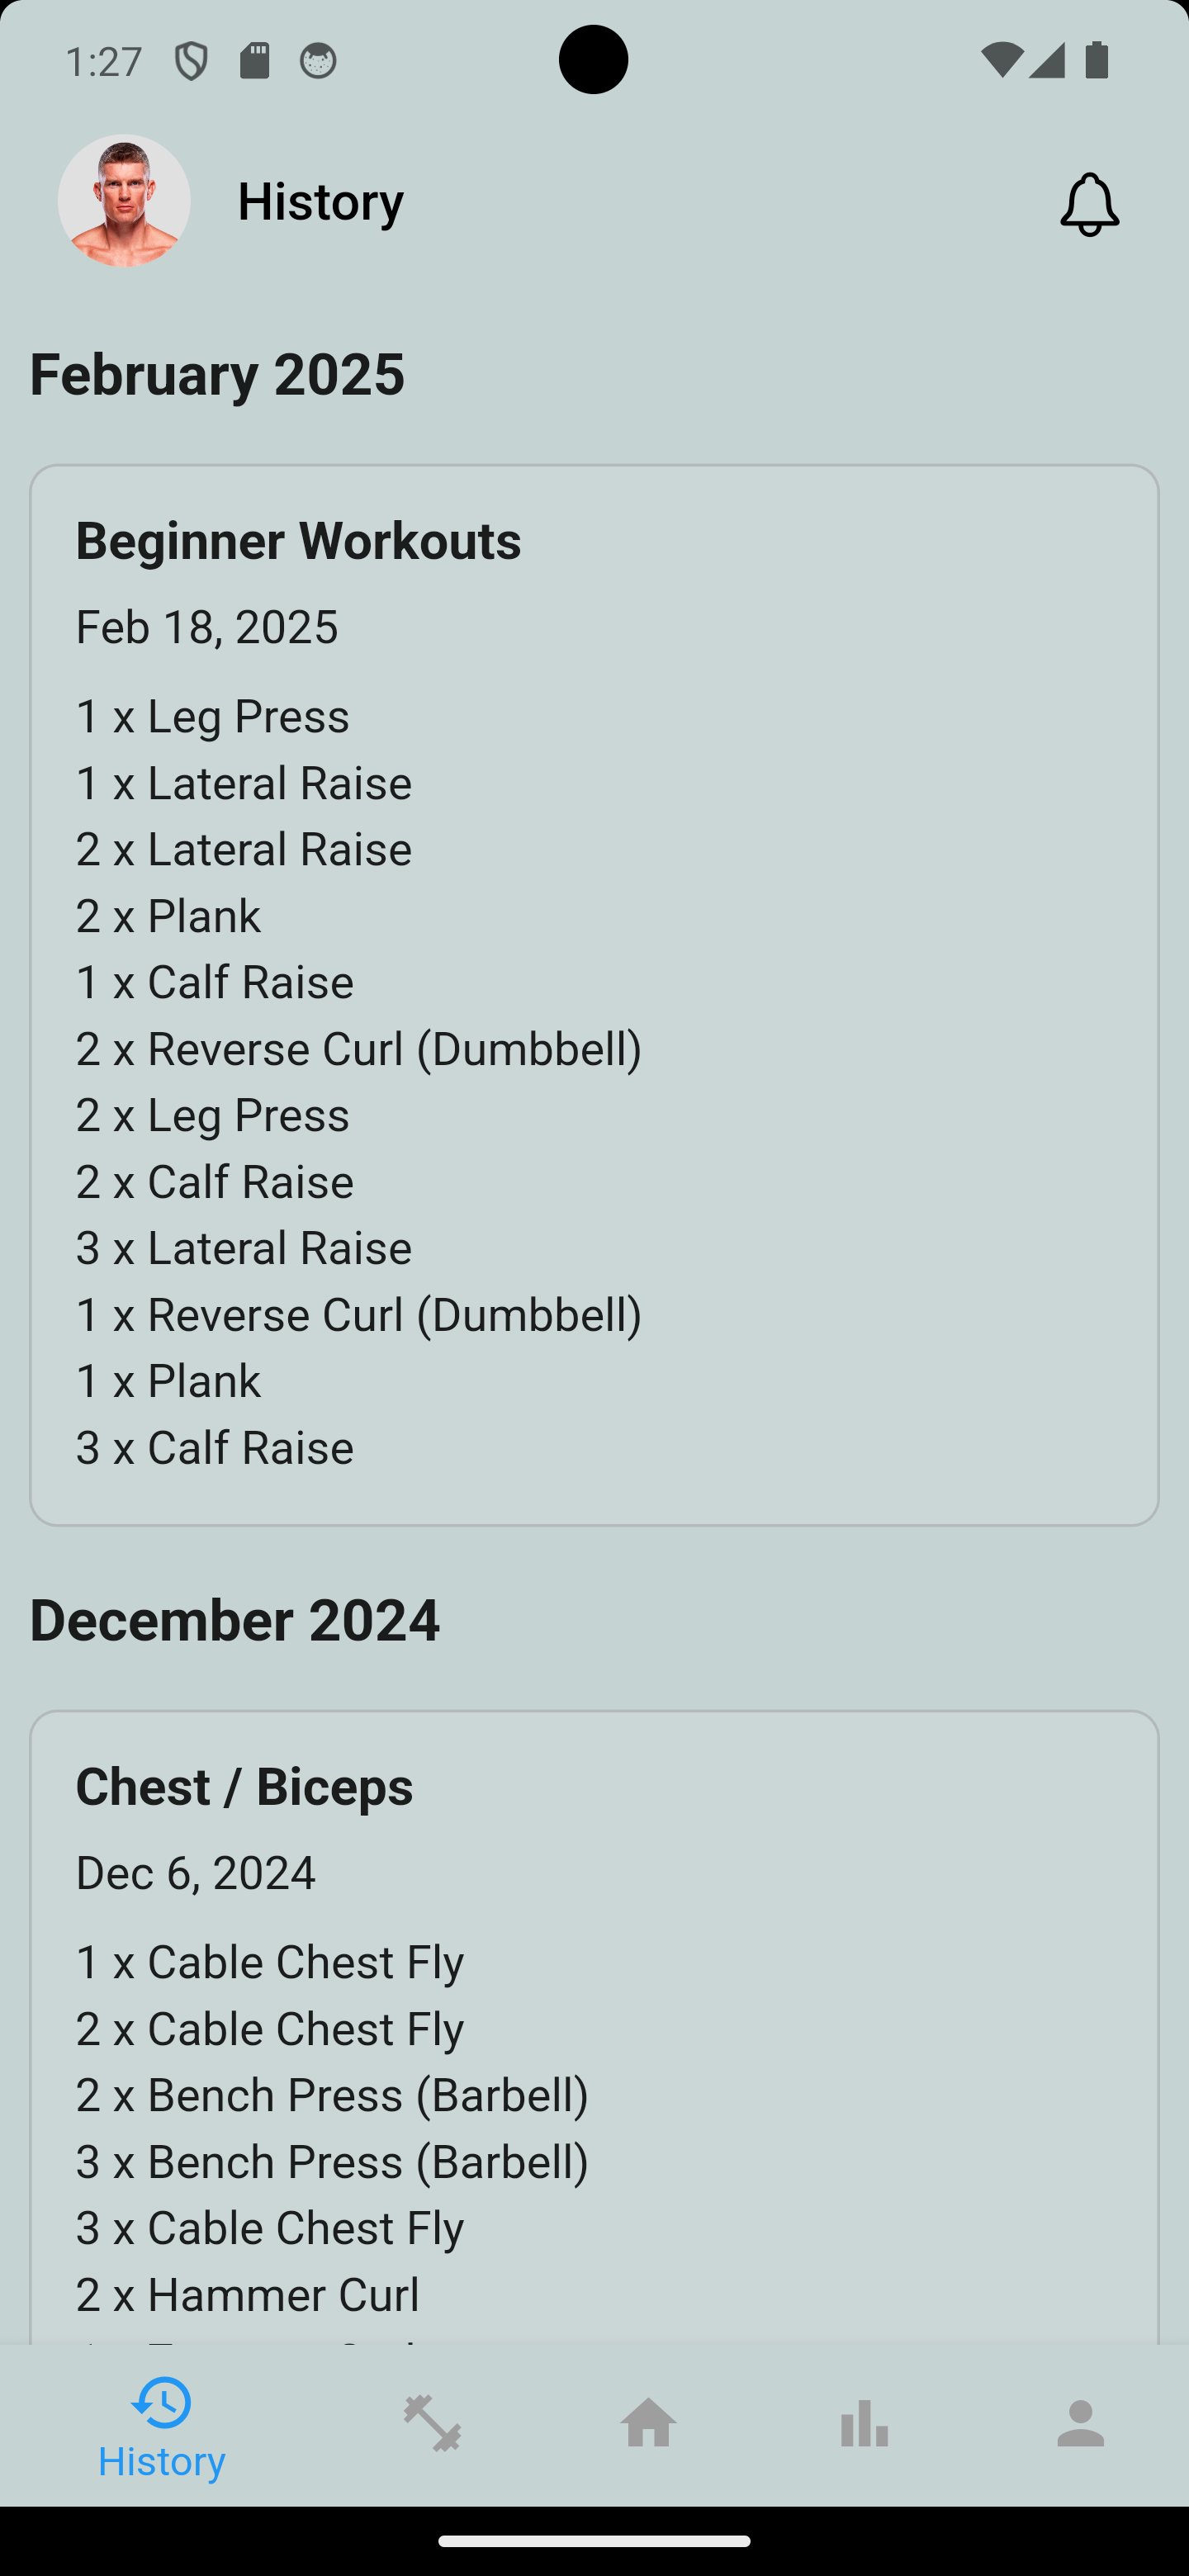 1:27
History
February 2025
Beginner Workouts
Feb 18, 2025
1 x Leg Press
1 x Lateral Raise
2 x Lateral Raise
2 x Plank
1 x Calf Raise
2 x Reverse Curl (Dumbbell)
2 x Leg Press
2 x Calf Raise
3 x Lateral Raise
1 x Reverse Curl (Dumbbell)
1 x Plank
3 x Calf Raise
December 2024
Chest / Biceps
Dec 6, 2024
1 x Cable Chest Fly
2 x Cable Chest Fly
2 x Bench Press (Barbell)
3 x Bench Press (Barbell)
3 x Cable Chest Fly
2 x Hammer Curl
History